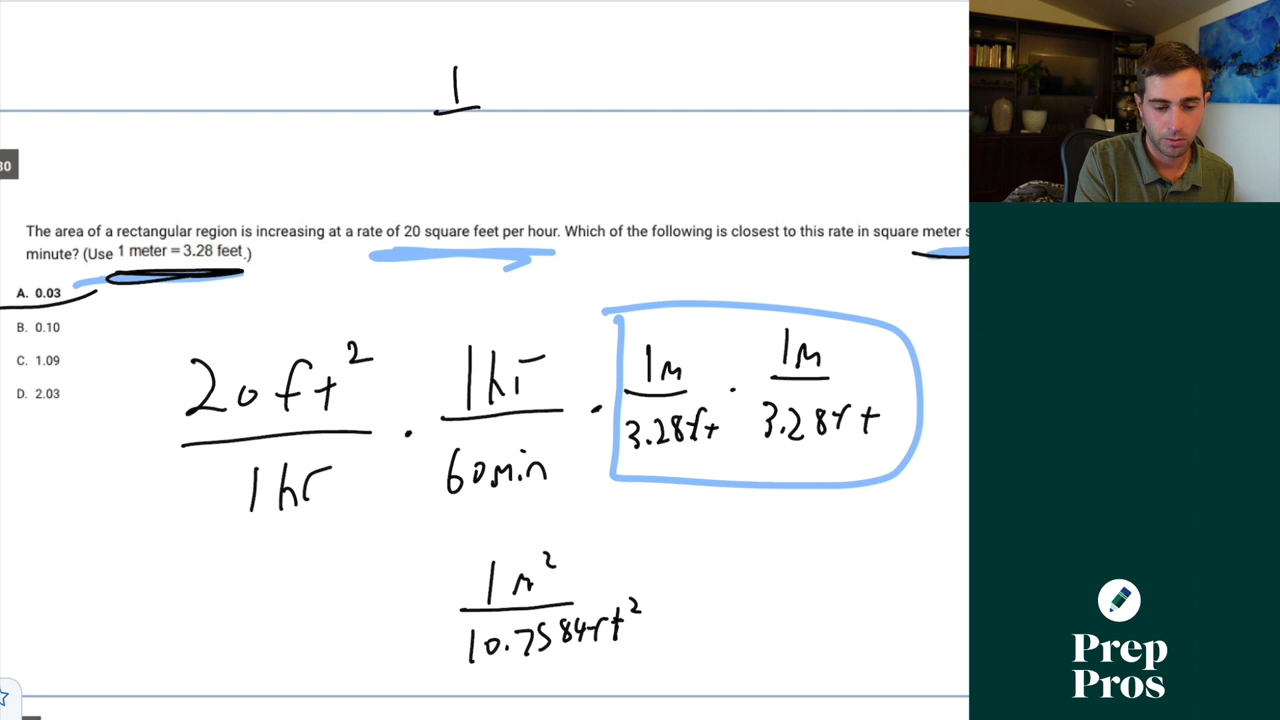 1
30
The area of a rectangular region is increasing at a rate of 20 square feet per hour. Which of the following is closest to this rate in square meter s
minute? (Use 1 meter = 3.28 feet.)
A. 0.03
B. 0.10
C. 1.09
D. 2.03
20ft² / 1hr · 1hr / 60min · 1m / 3.28ft · 1m / 3.28ft
1m² / 10.7584ft²
Prep
Pros